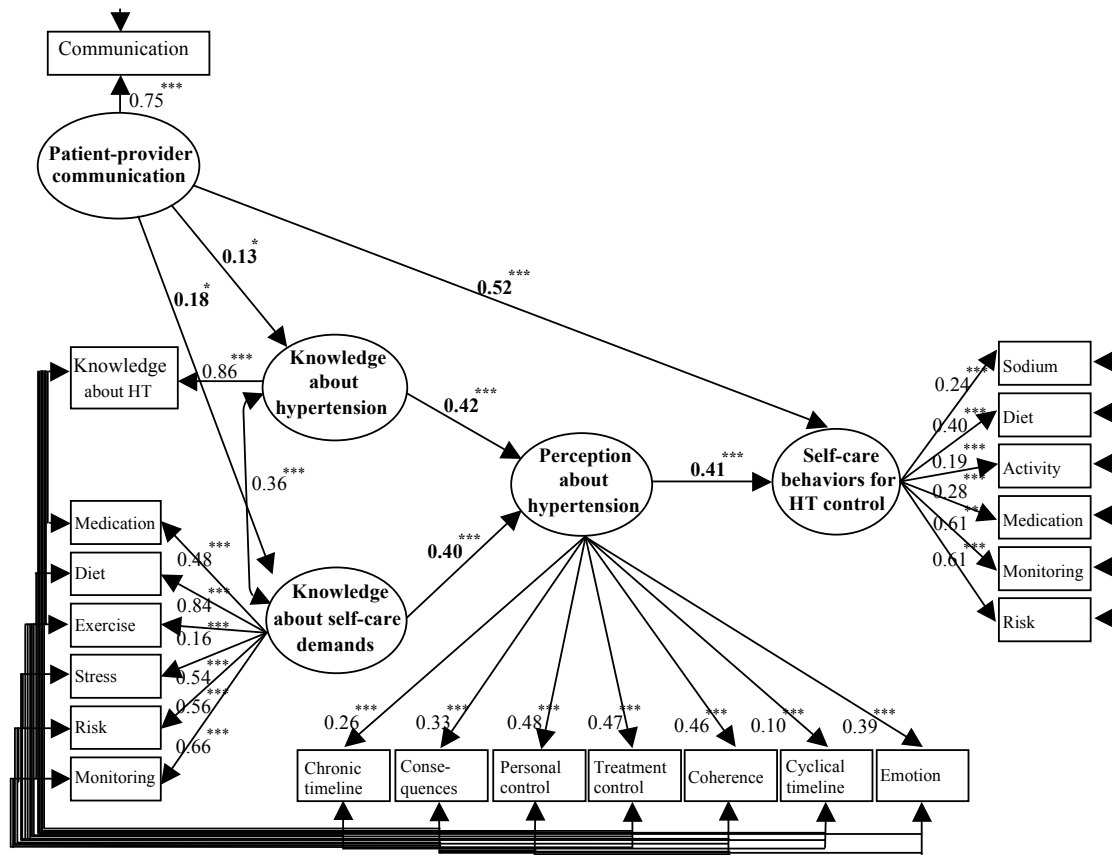 Communication
0.75***
Patient-provider
communication
0.13*
0.52***
0.18*
Knowledge
about HT
0.86***
Knowledge
about
hypertension
0.42***
0.36***
Perception
about
hypertension
0.41***
Self-care
behaviors for
HT control
0.24***
Sodium
0.40***
Diet
0.19***
Activity
0.28***
Medication
0.61***
Monitoring
0.61***
Risk
0.40***
Knowledge
about self-care
demands
Medication
0.48***
Diet
0.84***
Exercise
0.16***
Stress
0.54***
Risk
0.56***
Monitoring
0.66***
0.26***
0.33***
0.48***
0.47***
0.46***
0.10***
0.39***
Chronic
timeline
Conse-
quences
Personal
control
Treatment
control
Coherence
Cyclical
timeline
Emotion